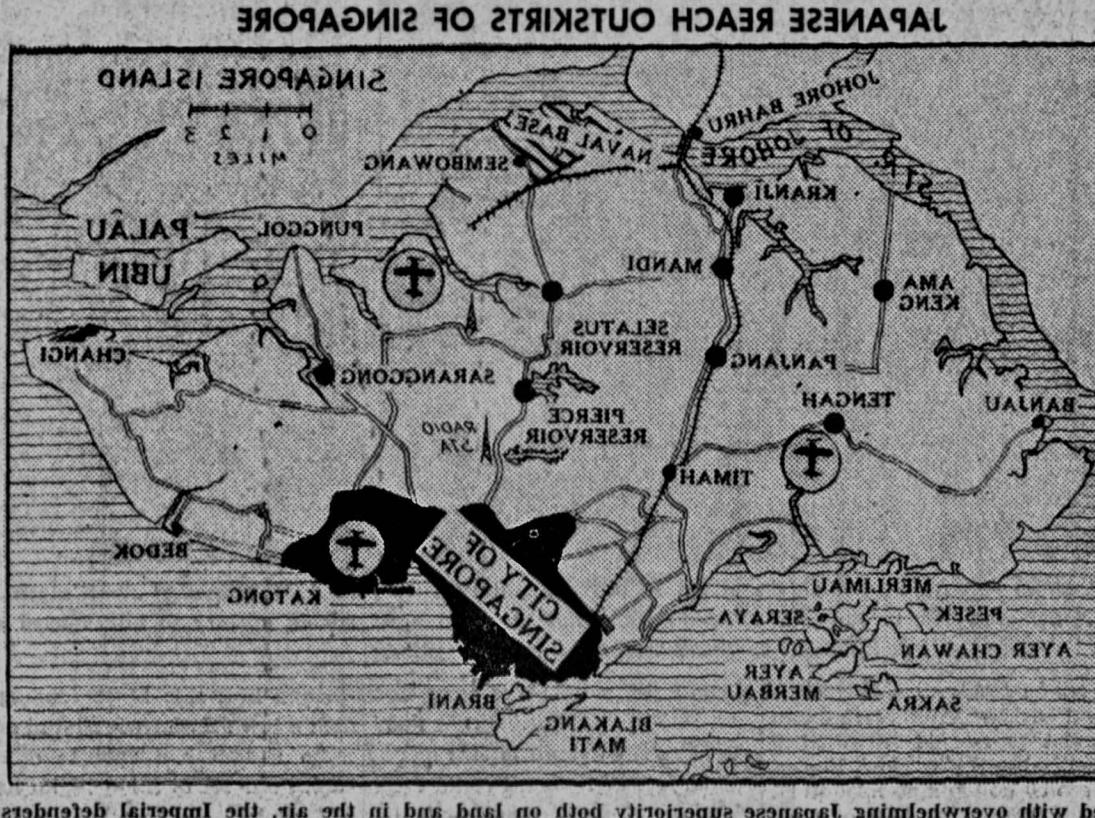 JAPANESE REACH OUTSKIRTS OF SINGAPORE
SINGAPORE ISLAND
0 1 2 3
MILES
JOHORE BAHRU
STR. OF JOHORE
NAVAL BASE
SEMBOWANG
KRANJI
PUNGGOL
PALAU
UBIN
MANDI
AMA
KENG
SELATUS
RESERVOIR
CHANGI
PANJANG
SARANGGONG
TENGAH
BANJAU
PIERCE
RESERVOIR
RADIO
STA
TIMAH
CITY OF
SINGAPORE
BEDOK
KATONG
MERLIMAU
PESEK
SERAYA
AYER CHAWAN
AYER
MERBAU
SAKRA
BRANI
BLAKANG
MATI
with overwhelming Japanese superiority both on land and in the air, the Imperial defenders